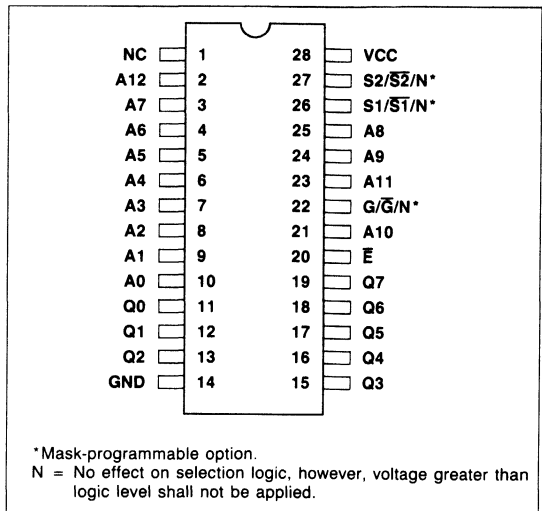 NC 1 28 VCC
A12 2 27 S2/S̅2̅/N*
A7 3 26 S1/S̅1̅/N*
A6 4 25 A8
A5 5 24 A9
A4 6 23 A11
A3 7 22 G/G̅/N*
A2 8 21 A10
A1 9 20 E̅
A0 10 19 Q7
Q0 11 18 Q6
Q1 12 17 Q5
Q2 13 16 Q4
GND 14 15 Q3
*Mask-programmable option.
N = No effect on selection logic, however, voltage greater than
logic level shall not be applied.